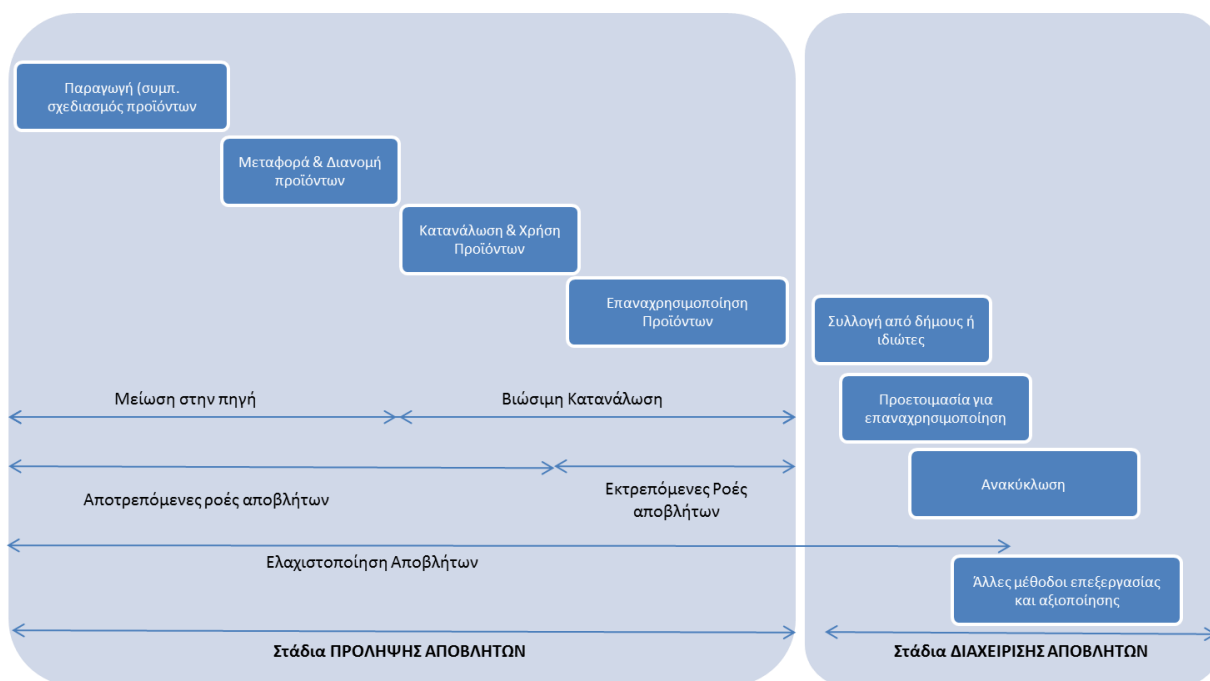 Παραγωγή (συμπ.
σχεδιασμός προϊόντων
Μεταφορά & Διανομή
προϊόντων
Κατανάλωση & Χρήση
Προϊόντων
Επαναχρησιμοποίηση
Προϊόντων
Συλλογή από δήμους ή
ιδιώτες
Προετοιμασία για
επαναχρησιμοποίηση
Ανακύκλωση
Άλλες μέθοδοι επεξεργασίας
και αξιοποίησης
Μείωση στην πηγή
Βιώσιμη Κατανάλωση
Αποτρεπόμενες ροές αποβλήτων
Εκτρεπόμενες Ροές
αποβλήτων
Ελαχιστοποίηση Αποβλήτων
Στάδια ΠΡΟΛΗΨΗΣ ΑΠΟΒΛΗΤΩΝ
Στάδια ΔΙΑΧΕΙΡΙΣΗΣ ΑΠΟΒΛΗΤΩΝ